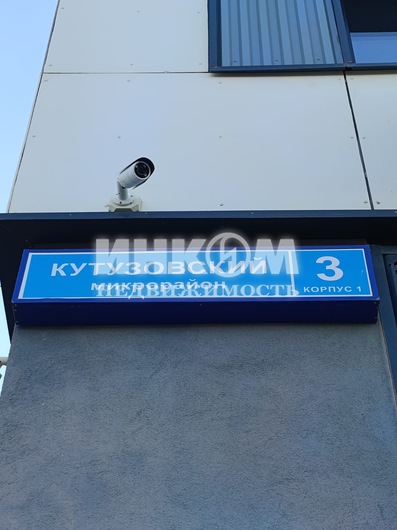 ИНКОМ
КУТУЗОВСКИЙ
микрорайон
3
КОРПУС 1
НЕДВИЖИМОСТЬ